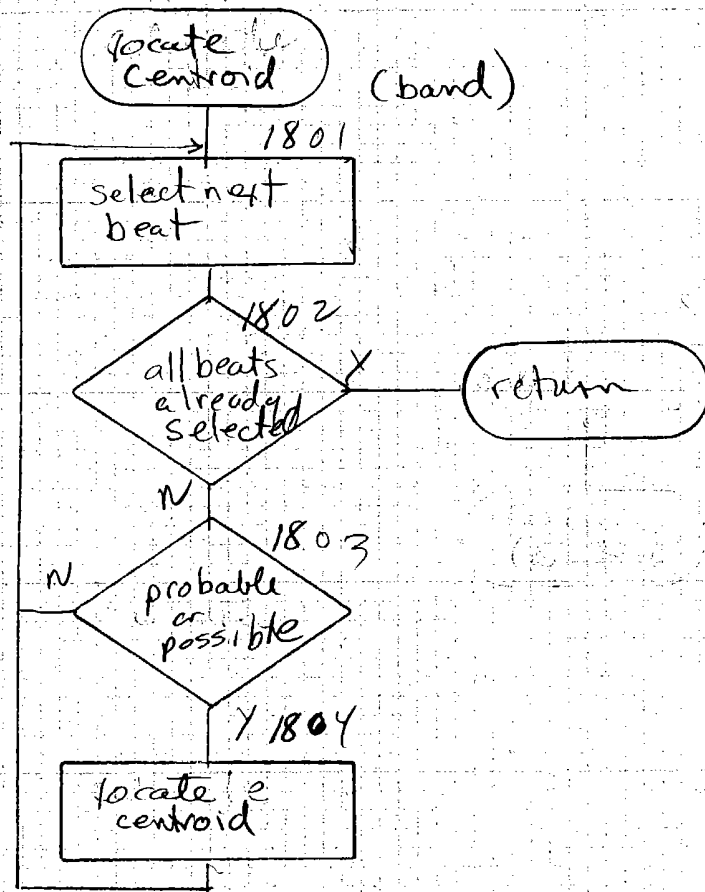 locate
Centroid
(band)
1801
select next
beat
1802
all beats
already
selected
Y
return
N
1803
N
probable
or
possible
Y 1804
locate
centroid